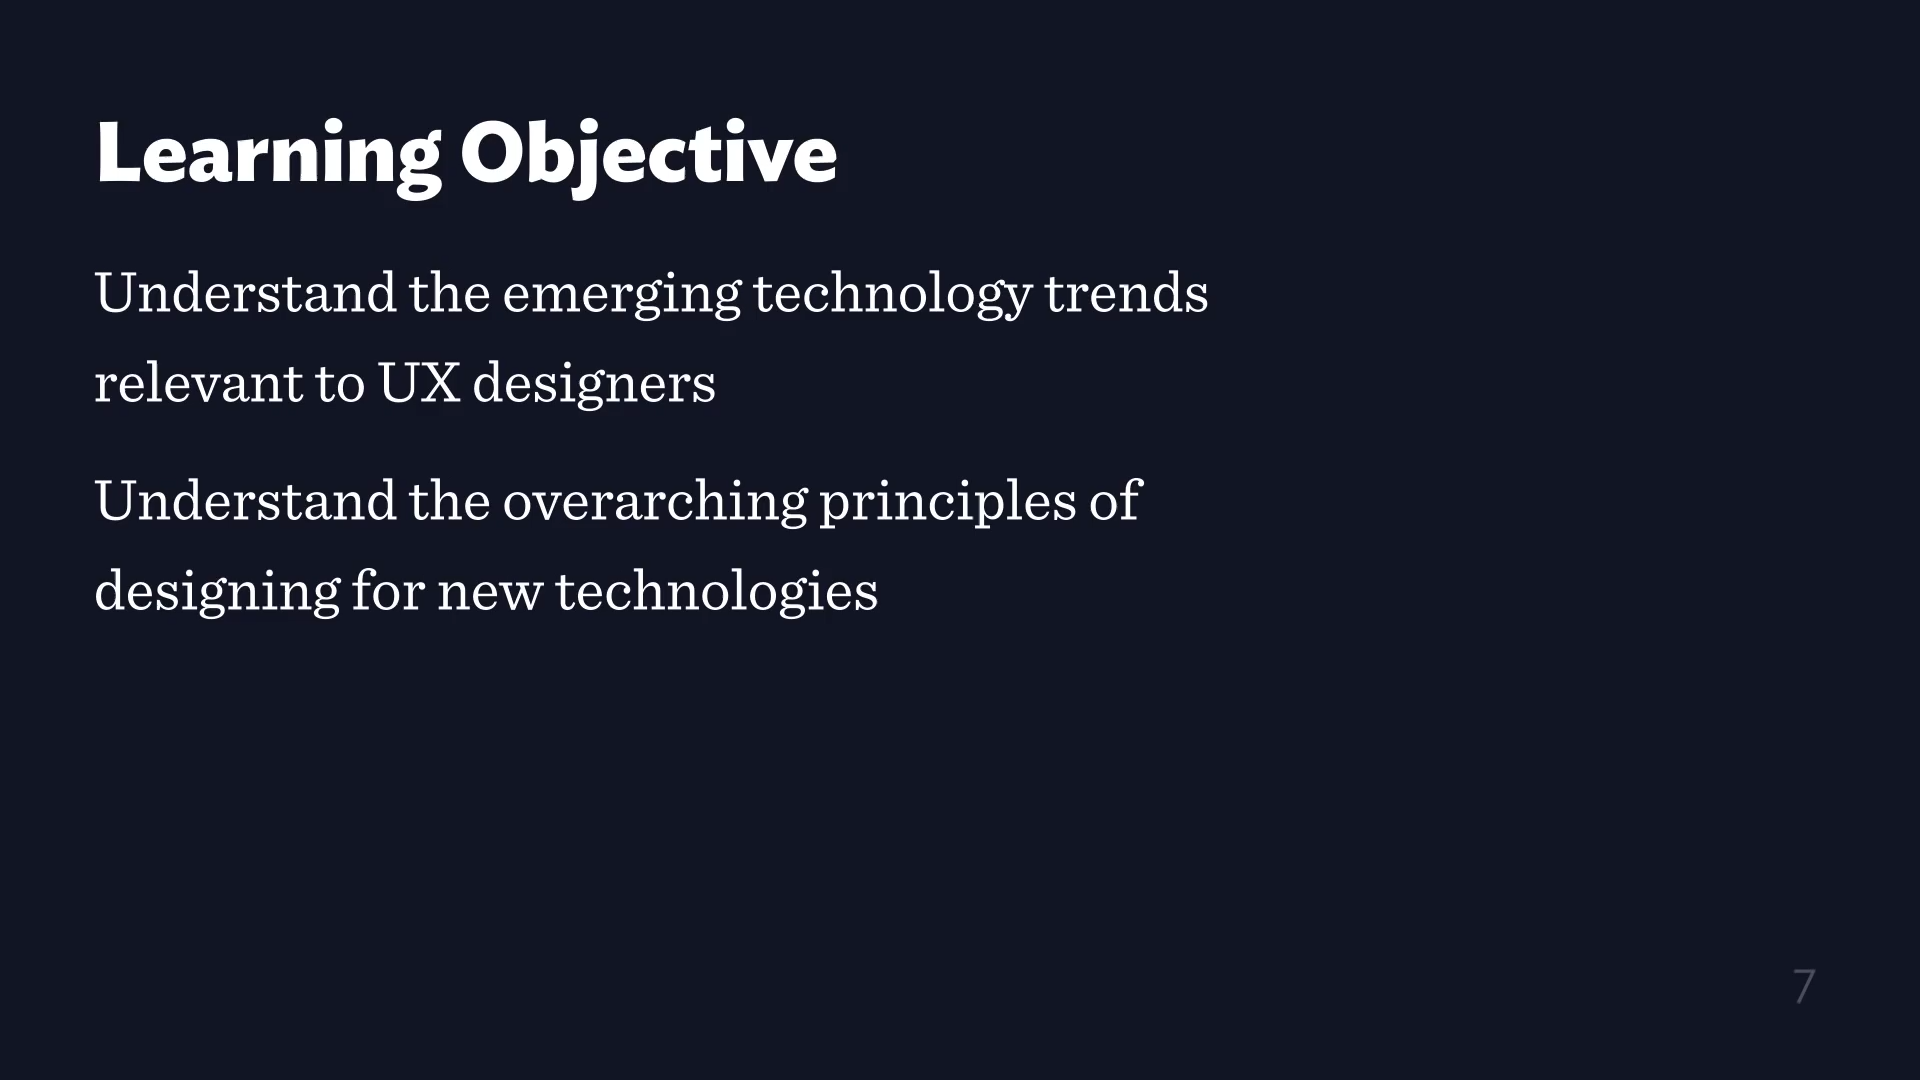 Learning Objective
Understand the emerging technology trends
relevant to UX designers
Understand the overarching principles of
designing for new technologies
7